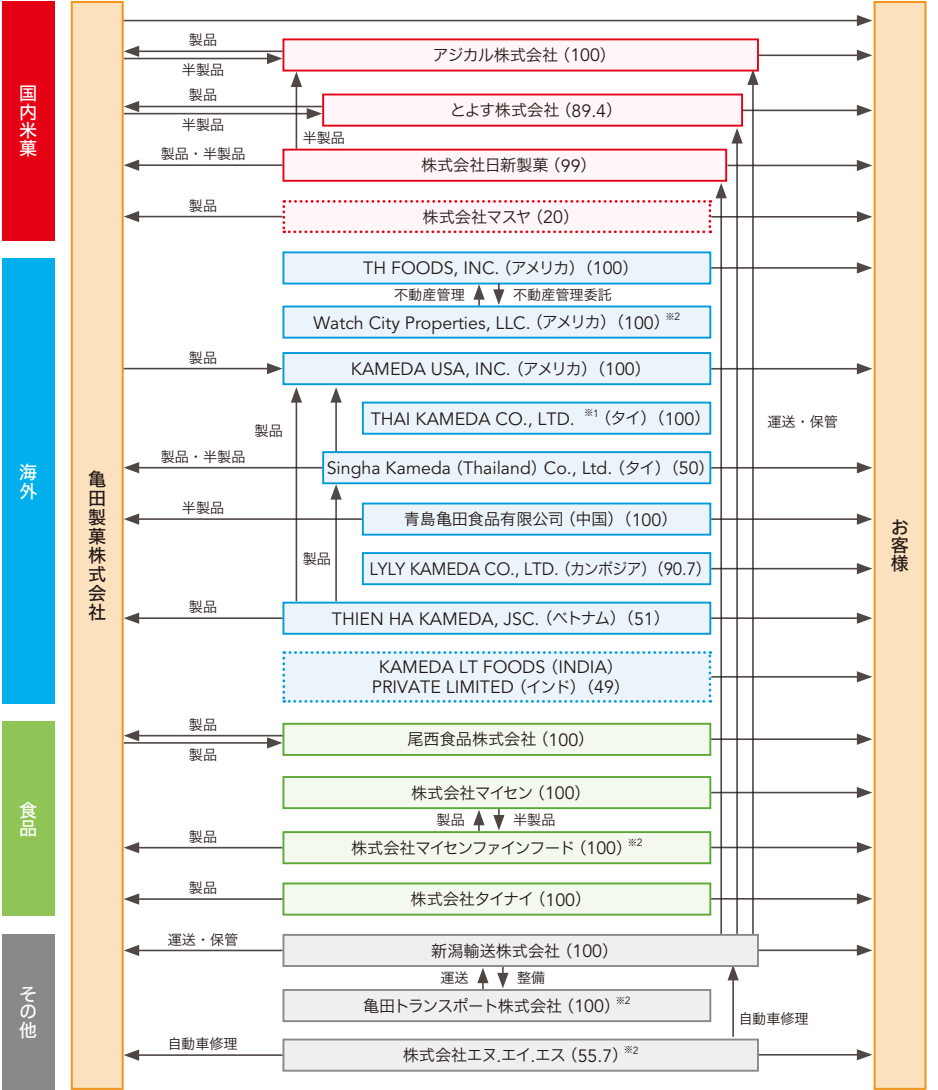 国内米菓
海外
食品
その他
亀田製菓株式会社
お客様
製品
半製品
アジカル株式会社（100）
製品
半製品
とよす株式会社（89.4）
半製品
製品・半製品
株式会社日新製菓（99）
製品
株式会社マスヤ（20）
TH FOODS, INC.（アメリカ）（100）
不動産管理
不動産管理委託
Watch City Properties, LLC.（アメリカ）（100）※2
製品
KAMEDA USA, INC.（アメリカ）（100）
製品
THAI KAMEDA CO., LTD. ※1（タイ）（100）
運送・保管
製品・半製品
Singha Kameda（Thailand）Co., Ltd.（タイ）（50）
半製品
青島亀田食品有限公司（中国）（100）
製品
LYLY KAMEDA CO., LTD.（カンボジア）（90.7）
製品
THIEN HA KAMEDA, JSC.（ベトナム）（51）
KAMEDA LT FOODS（INDIA）
PRIVATE LIMITED（インド）（49）
製品
製品
尾西食品株式会社（100）
株式会社マイセン（100）
製品
半製品
製品
株式会社マイセンファインフード（100）※2
製品
株式会社タイナイ（100）
運送・保管
新潟輸送株式会社（100）
運送
整備
亀田トランスポート株式会社（100）※2
自動車修理
自動車修理
株式会社エヌ.エイ.エス（55.7）※2